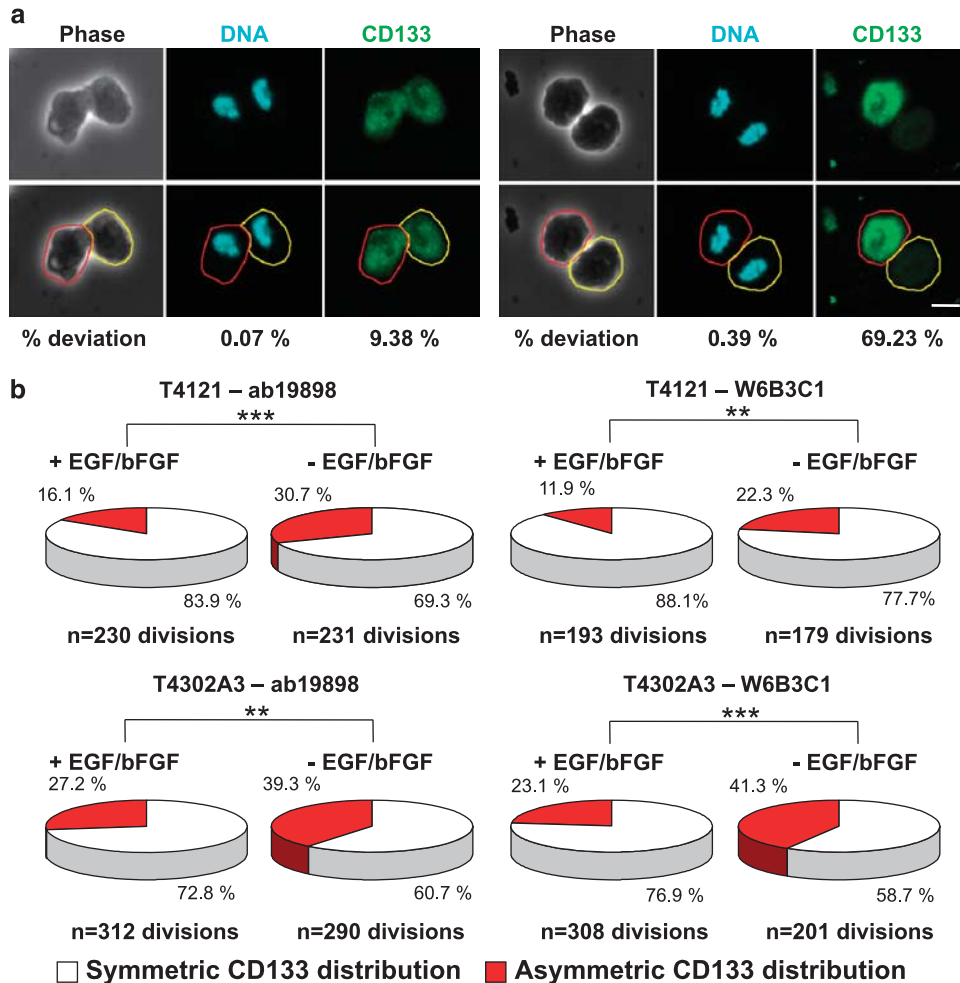 a
Phase DNA CD133 Phase DNA CD133
% deviation 0.07 % 9.38 % 0.39 % 69.23 %
b
T4121 – ab19898
***
+ EGF/bFGF - EGF/bFGF
16.1 % 30.7 %
83.9 % 69.3 %
n=230 divisions n=231 divisions
T4121 – W6B3C1
**
+ EGF/bFGF - EGF/bFGF
11.9 % 22.3 %
88.1% 77.7%
n=193 divisions n=179 divisions
T4302A3 – ab19898
**
+ EGF/bFGF - EGF/bFGF
27.2 % 39.3 %
72.8 % 60.7 %
n=312 divisions n=290 divisions
T4302A3 – W6B3C1
***
+ EGF/bFGF - EGF/bFGF
23.1 % 41.3 %
76.9 % 58.7 %
n=308 divisions n=201 divisions
Symmetric CD133 distribution Asymmetric CD133 distribution